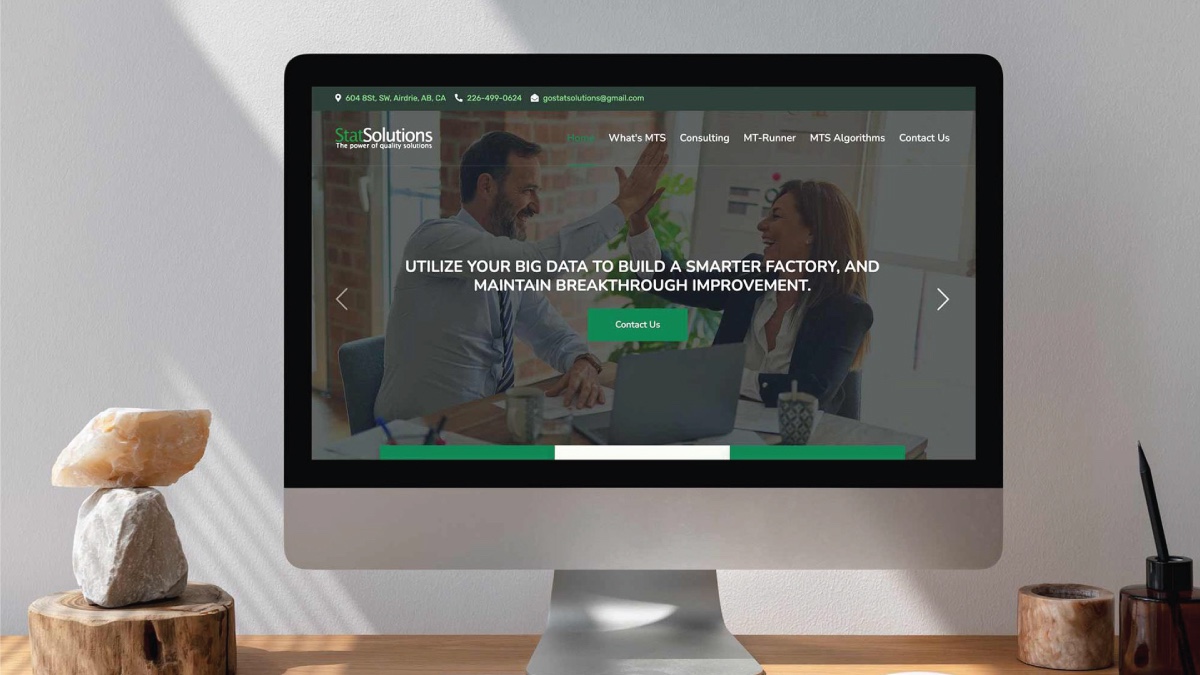 604 8St, SW, Airdrie, AB, CA 226-499-0624 gostatsolutions@gmail.com
StatSolutions
The power of quality solutions
Home What's MTS Consulting MT-Runner MTS Algorithms Contact Us
UTILIZE YOUR BIG DATA TO BUILD A SMARTER FACTORY, AND
MAINTAIN BREAKTHROUGH IMPROVEMENT.
Contact Us